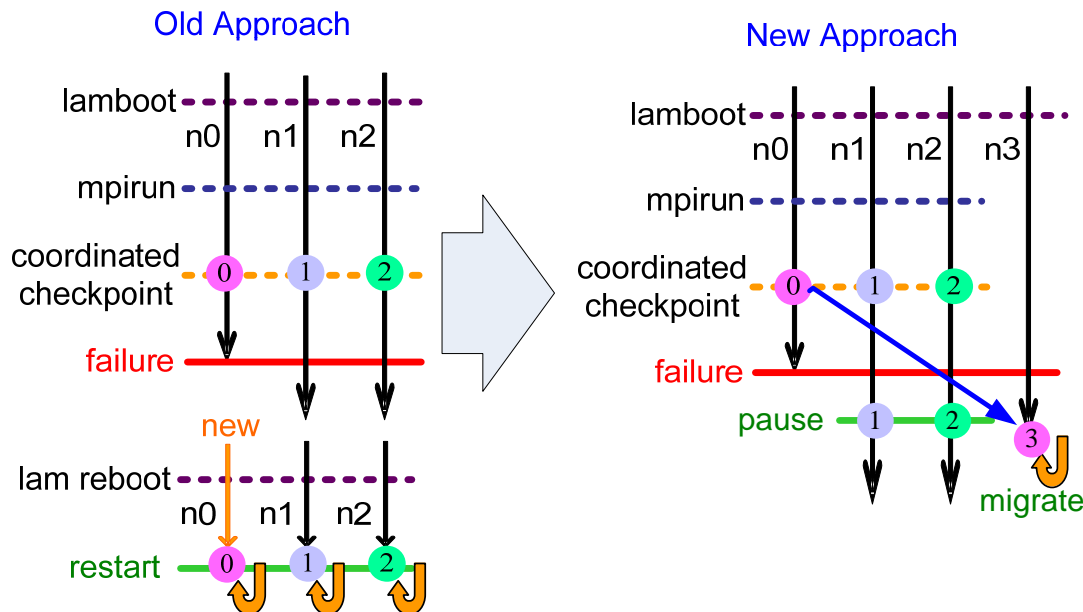 Old Approach
lamboot
n0 n1 n2
mpirun
coordinated
checkpoint
0 1 2
failure
new
lam reboot
n0 n1 n2
restart
0 1 2
New Approach
lamboot
n0 n1 n2 n3
mpirun
coordinated
checkpoint
0 1 2
failure
pause
1 2
3
migrate